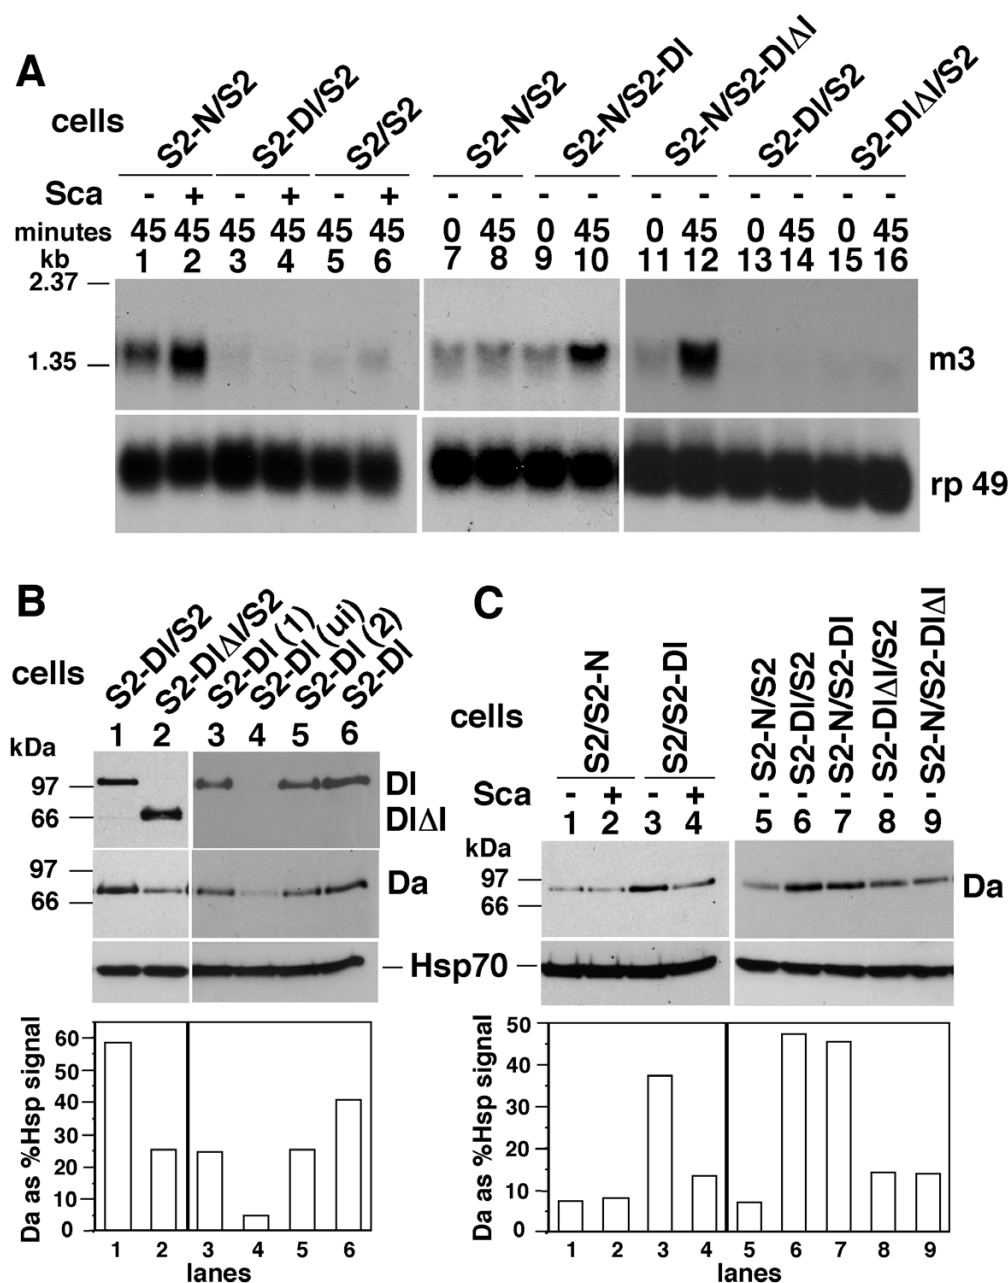 A
cells
S2-N/S2
S2-Dl/S2
S2/S2
S2-N/S2
S2-N/S2-Dl
S2-N/S2-DlΔI
S2-Dl/S2
S2-DlΔI/S2
Sca - + - + - + - - - - - - - - - -
minutes 45 45 45 45 45 45 0 45 0 45 0 45 0 45 0 45
kb 1 2 3 4 5 6 7 8 9 10 11 12 13 14 15 16
2.37
1.35
m3
rp 49
B
cells
S2-Dl/S2
S2-DlΔI/S2
S2-Dl (1)
S2-Dl (ui)
S2-Dl (2)
S2-Dl
1 2 3 4 5 6
kDa
97
66
Dl
DlΔI
97
66
Da
Hsp70
Da as %Hsp signal
60
50
40
30
20
10
0
1 2 3 4 5 6
lanes
C
cells
S2/S2-N
S2/S2-Dl
S2-N/S2
S2-Dl/S2
S2-N/S2-Dl
S2-DlΔI/S2
S2-N/S2-DlΔI
Sca - + - + - - - - -
1 2 3 4 5 6 7 8 9
kDa
97
66
Da
Da as %Hsp signal
50
40
30
20
10
0
1 2 3 4 5 6 7 8 9
lanes